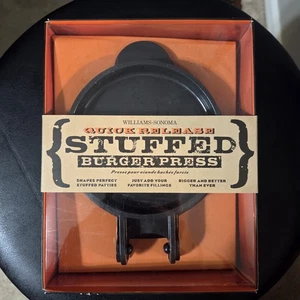 WILLIAMS-SONOMA
QUICK RELEASE
STUFFED
BURGER PRESS
Presse pour viande hachée farcie
SHAPES PERFECT STUFFED PATTIES
JUST ADD YOUR FAVORITE FILLINGS
BIGGER AND BETTER THAN EVER